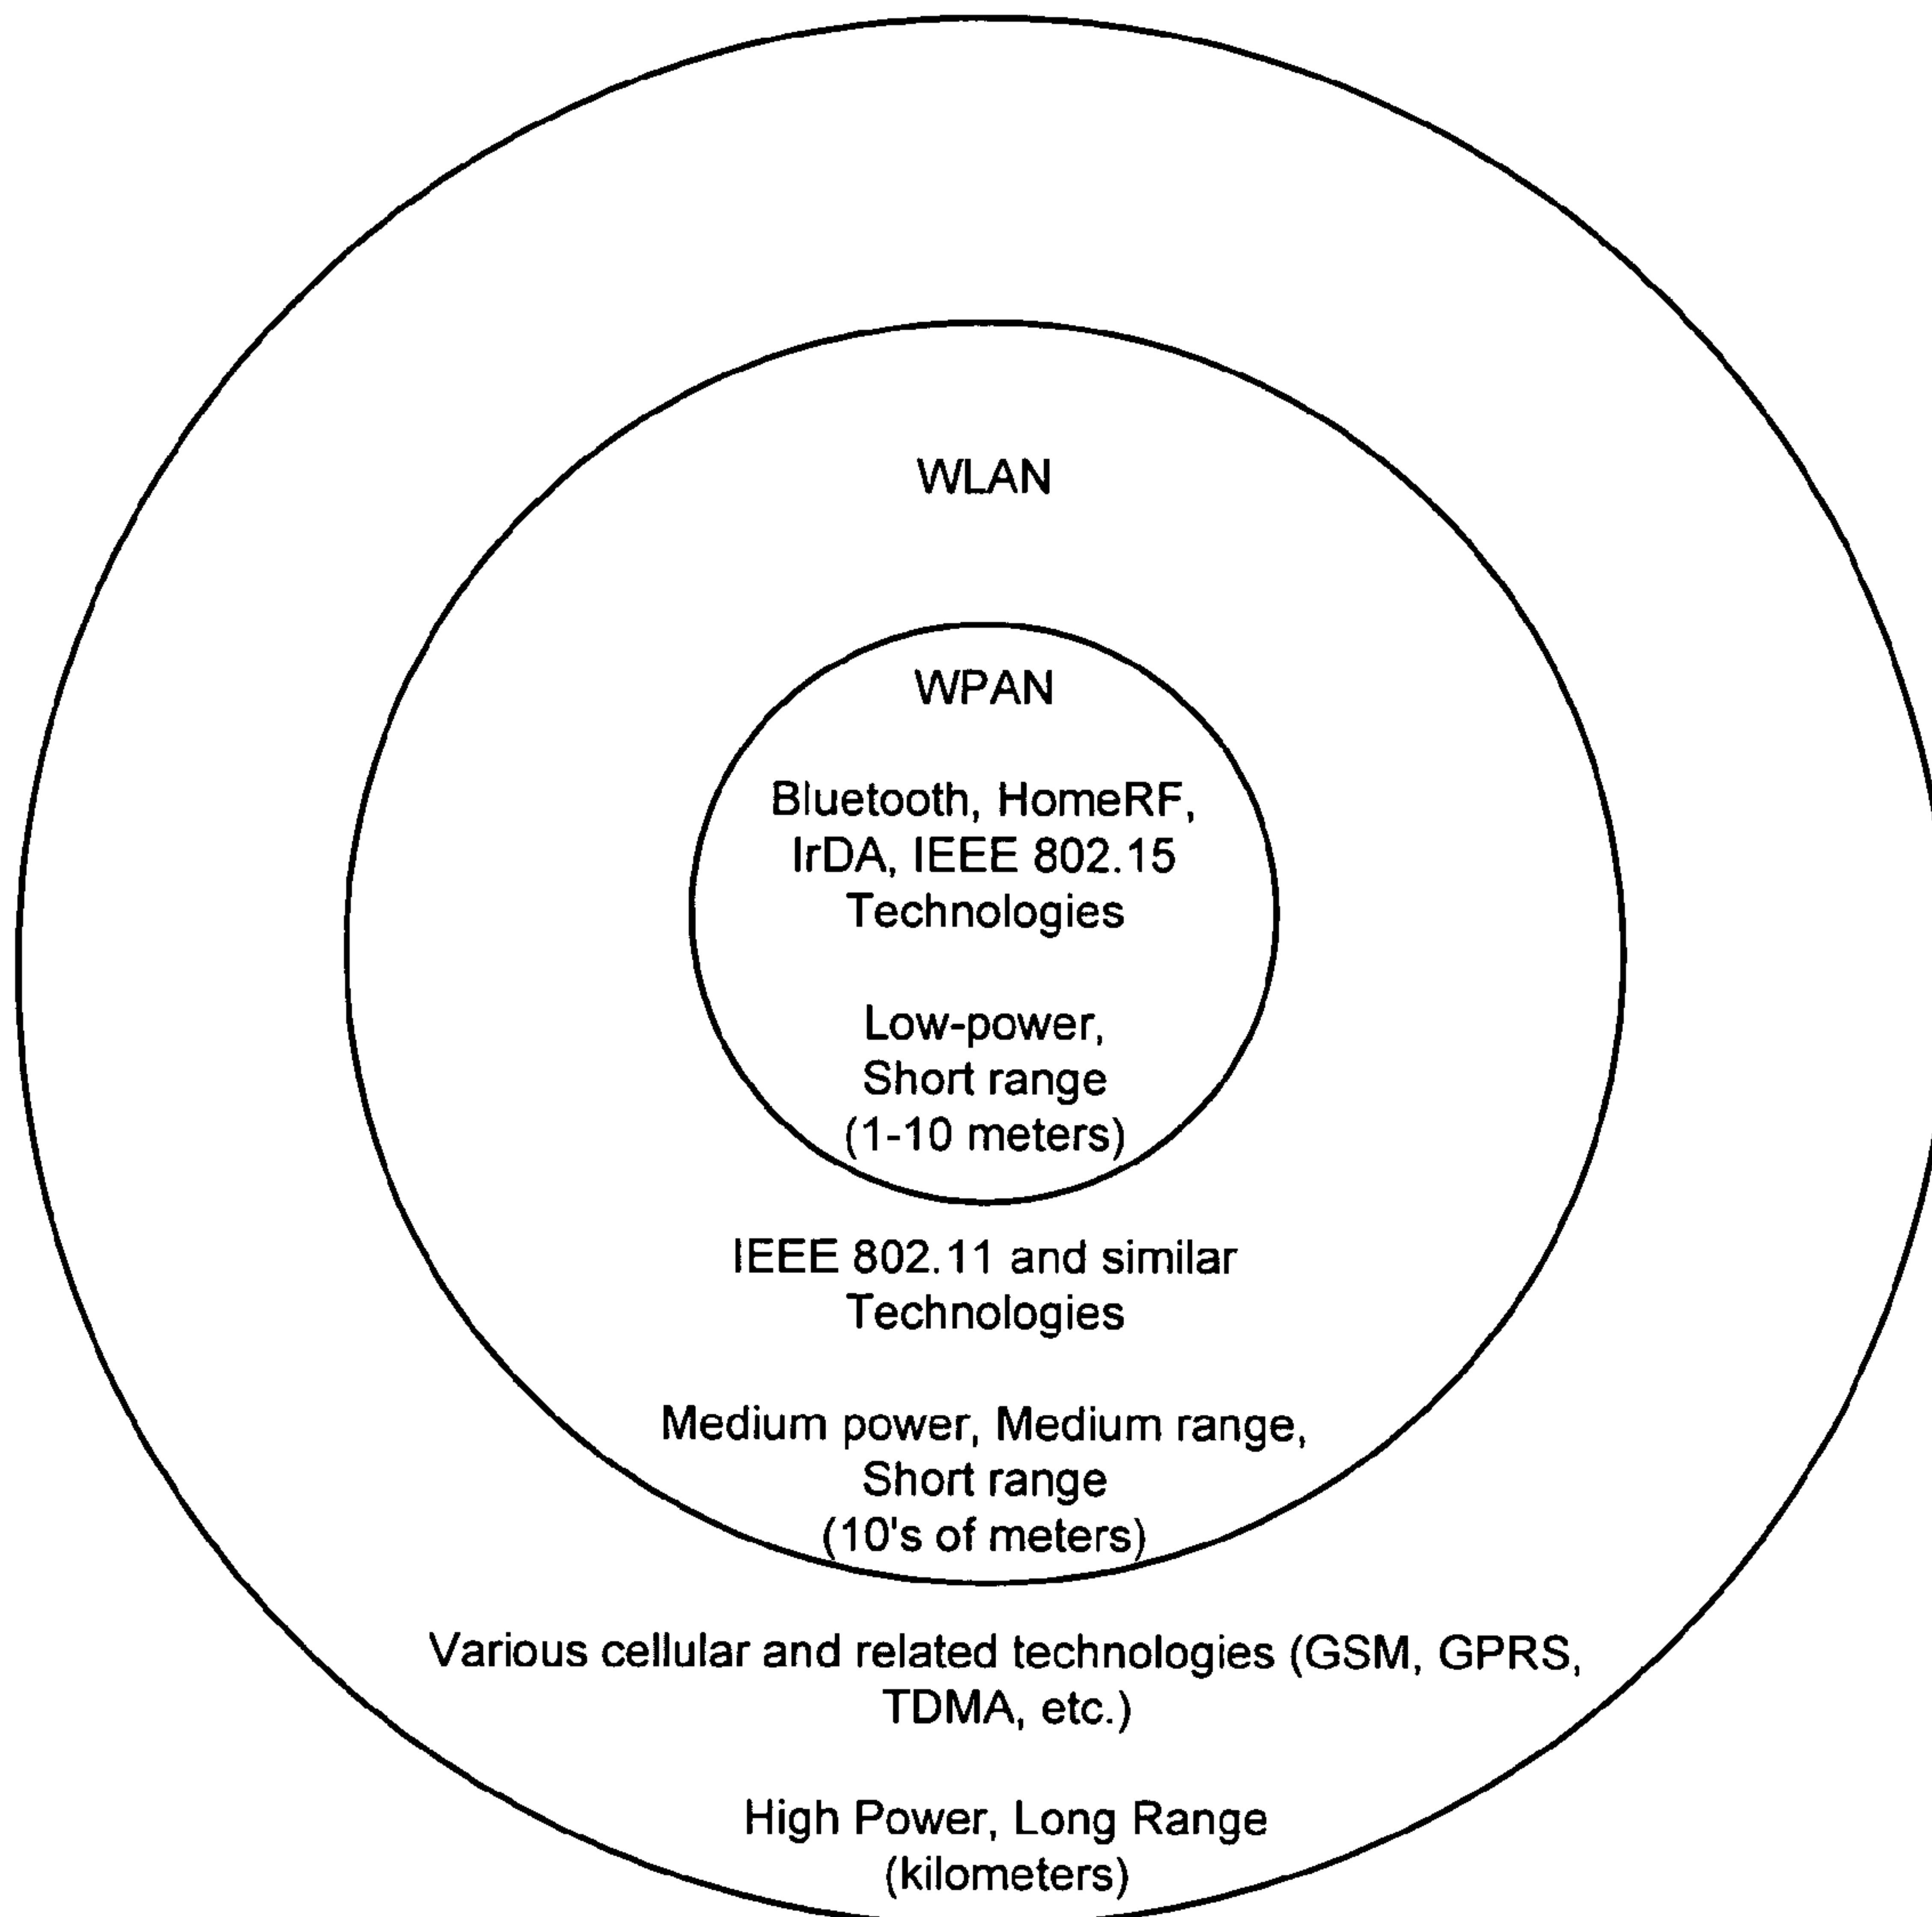 WLAN
WPAN
Bluetooth, HomeRF,
IrDA, IEEE 802.15
Technologies
Low-power,
Short range
(1-10 meters)
IEEE 802.11 and similar
Technologies
Medium power, Medium range,
Short range
(10's of meters)
Various cellular and related technologies (GSM, GPRS,
TDMA, etc.)
High Power, Long Range
(kilometers)